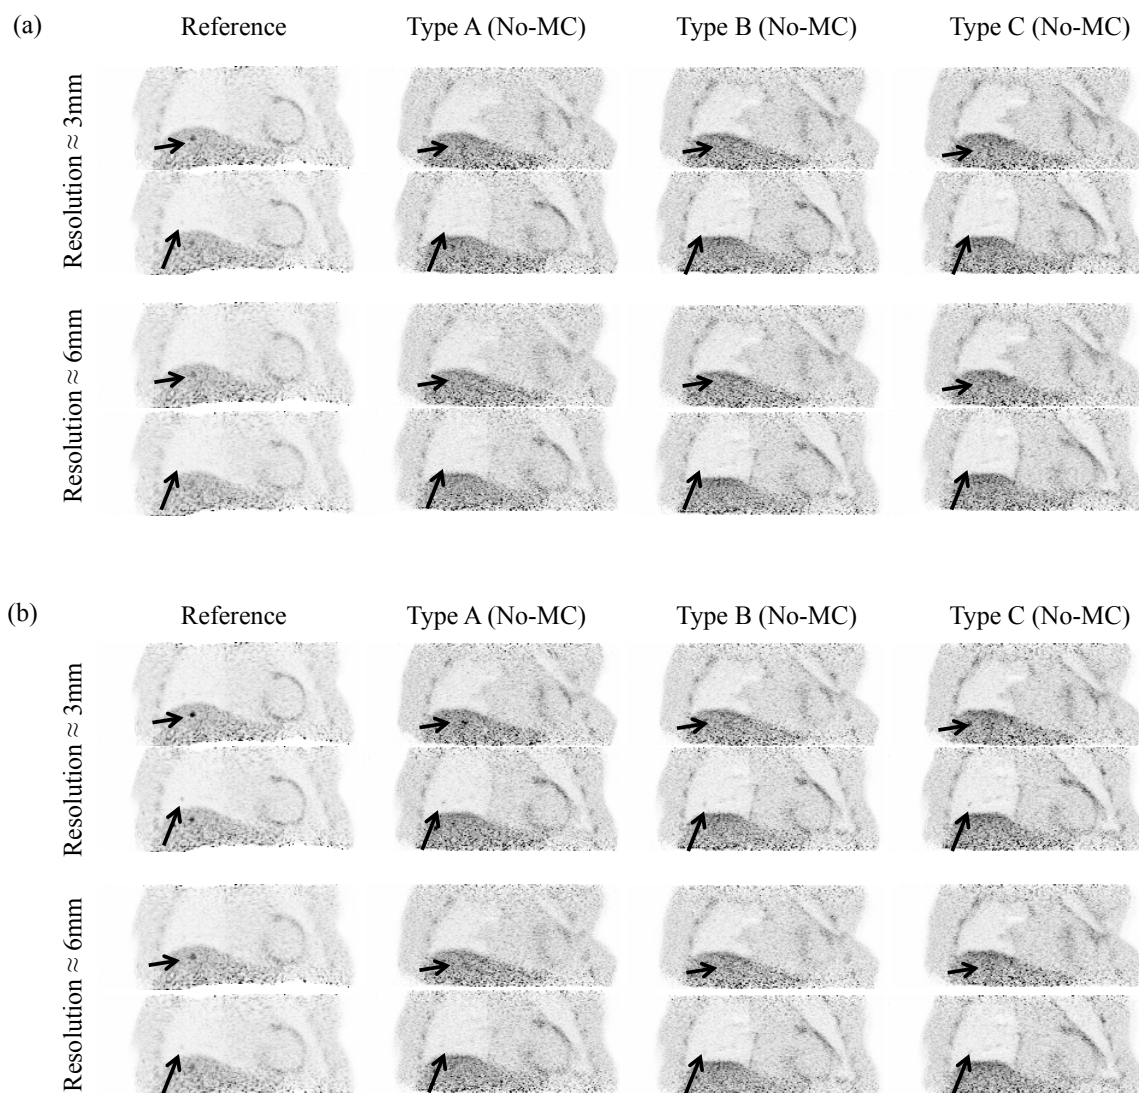 (a)
Reference
Type A (No-MC)
Type B (No-MC)
Type C (No-MC)
Resolution ≈ 3mm
Resolution ≈ 6mm
(b)
Reference
Type A (No-MC)
Type B (No-MC)
Type C (No-MC)
Resolution ≈ 3mm
Resolution ≈ 6mm